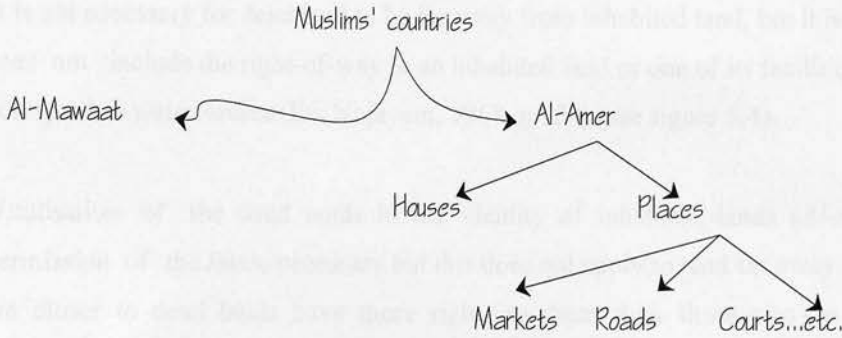 Muslims' countries
Al-Mawaat Al-Amer
Houses Places
Markets Roads Courts...etc.